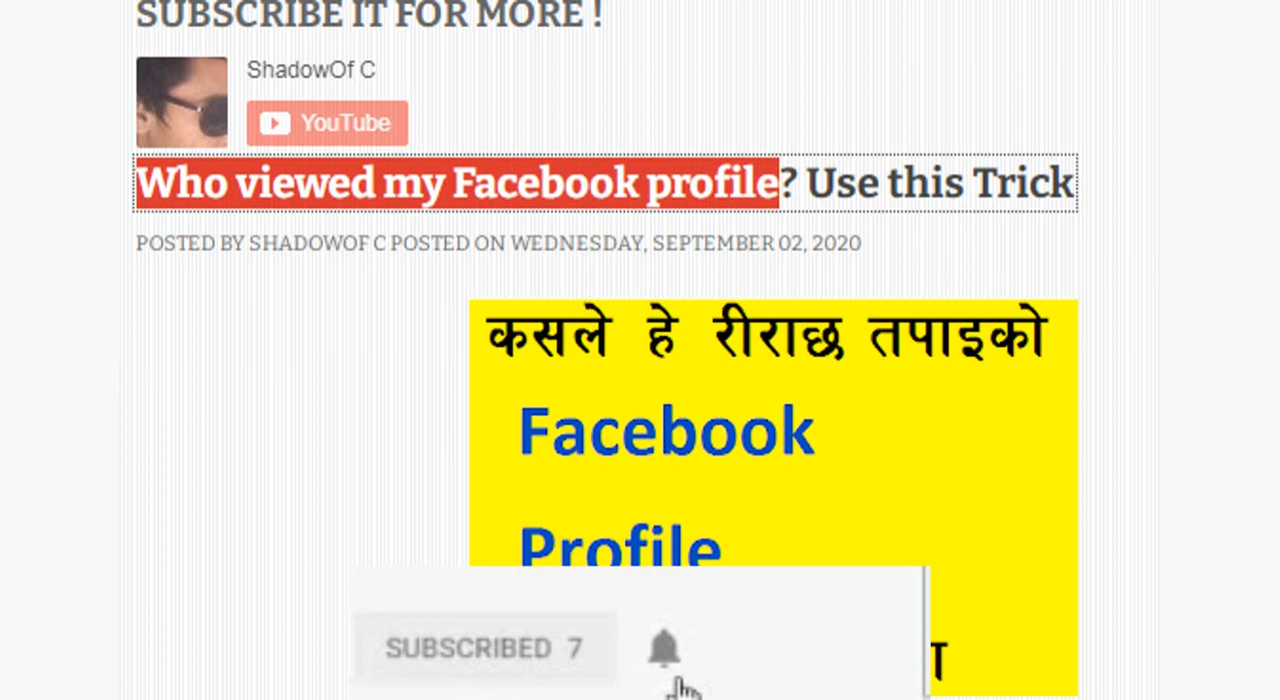 SUBSCRIBE IT FOR MORE !
ShadowOf C
YouTube
Who viewed my Facebook profile? Use this Trick
POSTED BY SHADOWOF C POSTED ON WEDNESDAY, SEPTEMBER 02, 2020
कसले हे रीराछ तपाइको
Facebook
Profile
SUBSCRIBED 7